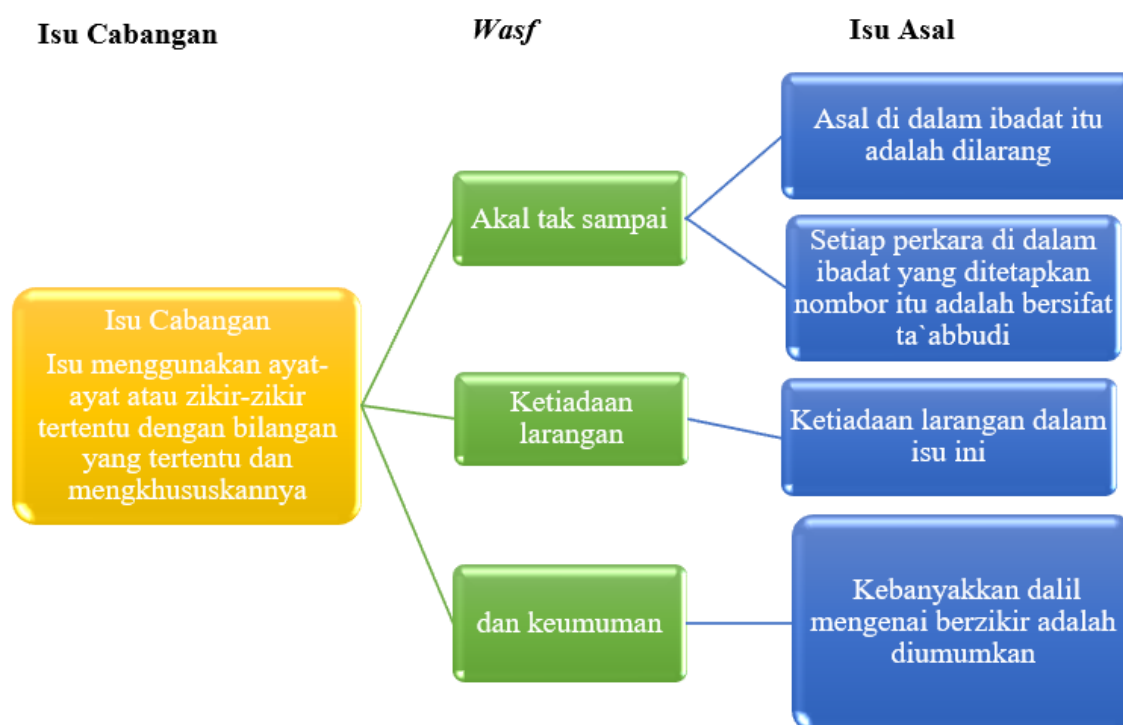 Isu Cabangan
Wasf
Isu Asal
Isu Cabangan
Isu menggunakan ayat-
ayat atau zikir-zikir
tertentu dengan bilangan
yang tertentu dan
mengkhususkannya
Akal tak sampai
Ketiadaan
larangan
dan keumuman
Asal di dalam ibadat itu
adalah dilarang
Setiap perkara di dalam
ibadat yang ditetapkan
nombor itu adalah bersifat
ta`abbudi
Ketiadaan larangan dalam
isu ini
Kebanyakkan dalil
mengenai berzikir adalah
diumumkan